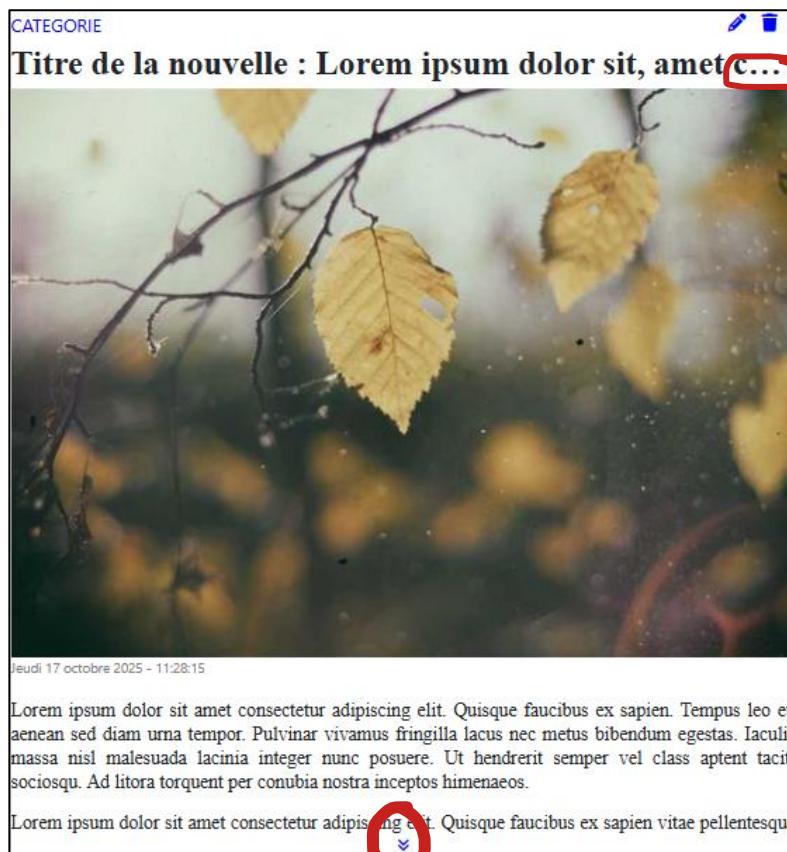 CATEGORIE
Titre de la nouvelle : Lorem ipsum dolor sit, amet c...
Jeudi 17 octobre 2025 - 11:28:15
Lorem ipsum dolor sit amet consectetur adipiscing elit. Quisque faucibus ex sapien. Tempus leo e
aenean sed diam urna tempor. Pulvinar vivamus fringilla lacus nec metus bibendum egestas. Iaculi
massa nisl malesuada lacinia integer nunc posuere. Ut hendrerit semper vel class aptent tacit
sociosqu. Ad litora torquent per conubia nostra inceptos himenaeos.
Lorem ipsum dolor sit amet consectetur adipiscing elit. Quisque faucibus ex sapien vitae pellentesqu